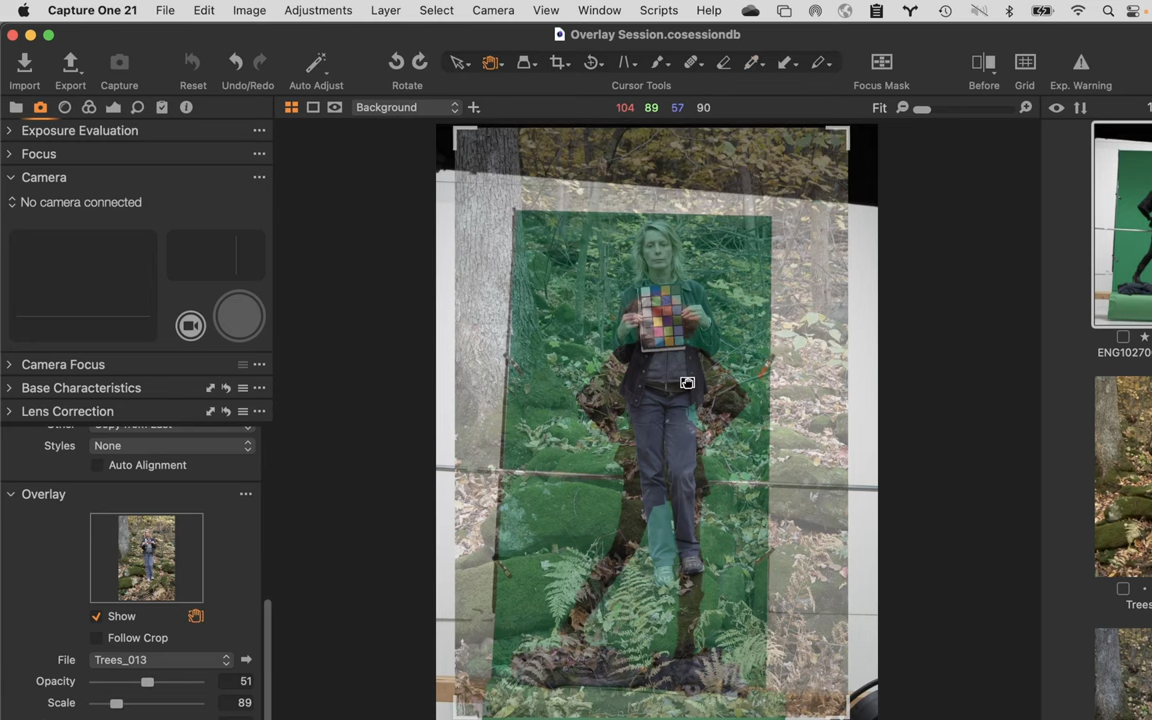 Capture One 21 File Edit Image Adjustments Layer Select Camera View Window Scripts Help
Overlay Session.cosessiondb
Import Export Capture Reset Undo/Redo Auto Adjust Rotate Cursor Tools Focus Mask Before Grid Exp. Warning
Background 104 89 57 90 Fit
Exposure Evaluation
Focus
Camera
No camera connected
Camera Focus
Base Characteristics
Lens Correction
Styles None
Auto Alignment
Overlay
Show
Follow Crop
File Trees_013
Opacity 51
Scale 89
ENG10270
Trees